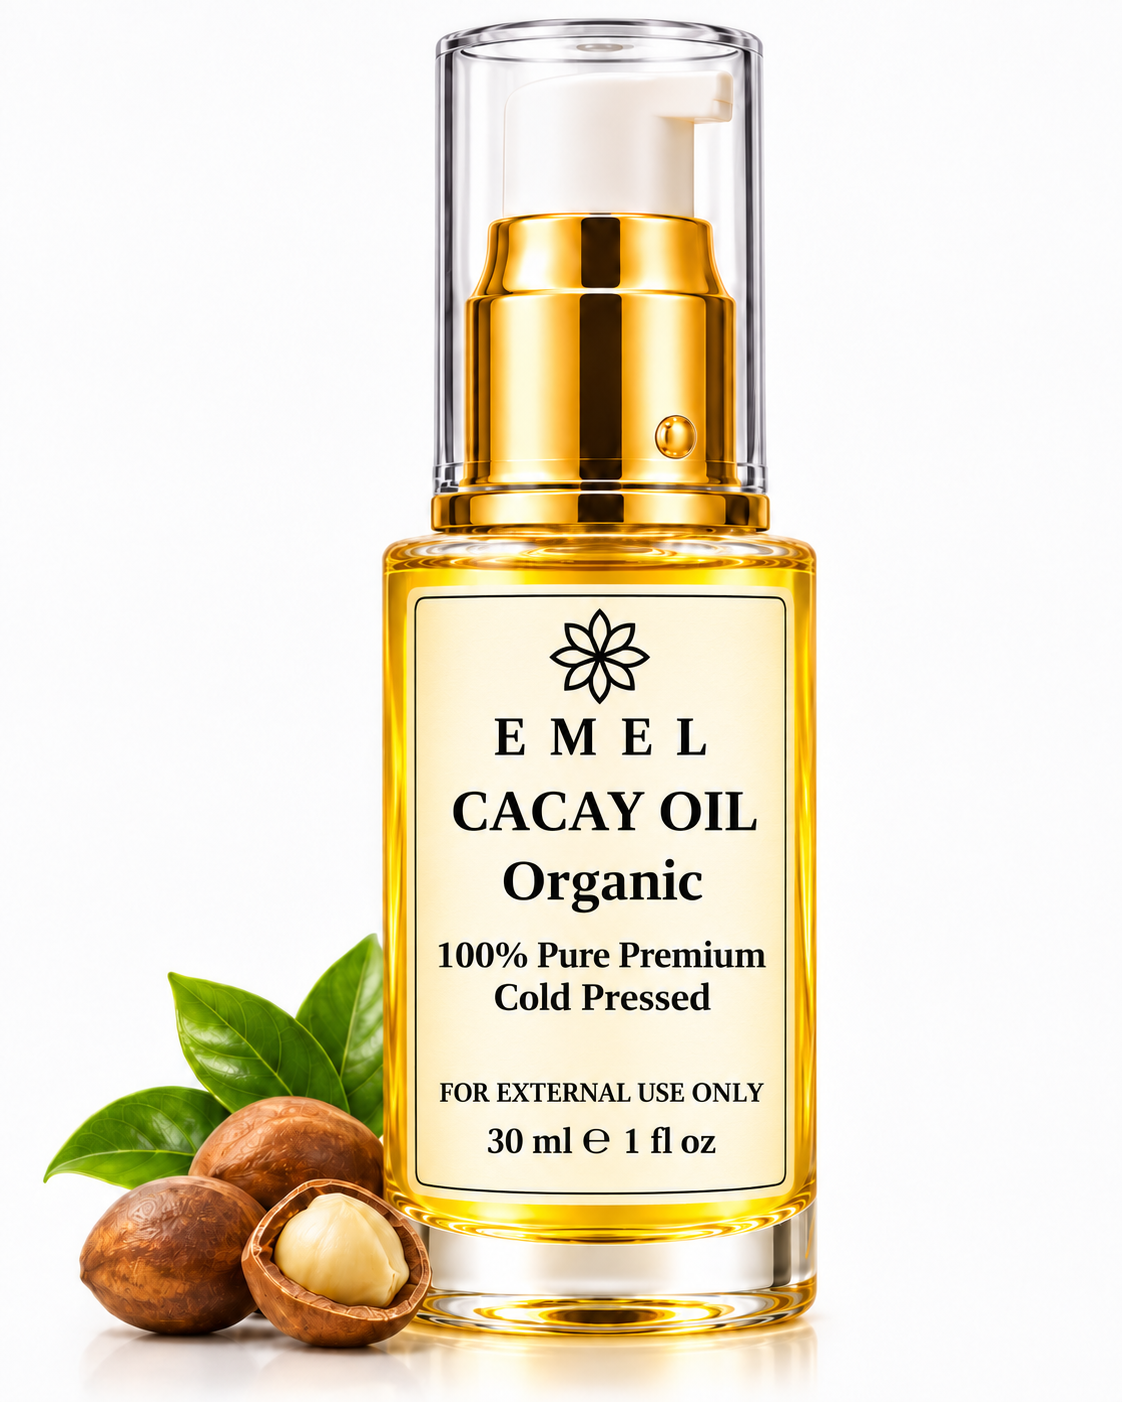 EMEL
CACAY OIL
Organic
100% Pure Premium
Cold Pressed
FOR EXTERNAL USE ONLY
30 ml ℮ 1 fl oz